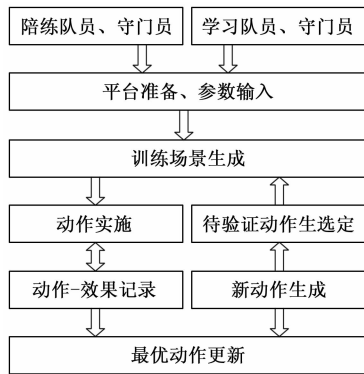 陪练队员、守门员
学习队员、守门员
平台准备、参数输入
训练场景生成
动作实施
待验证动作生选定
动作-效果记录
新动作生成
最优动作更新